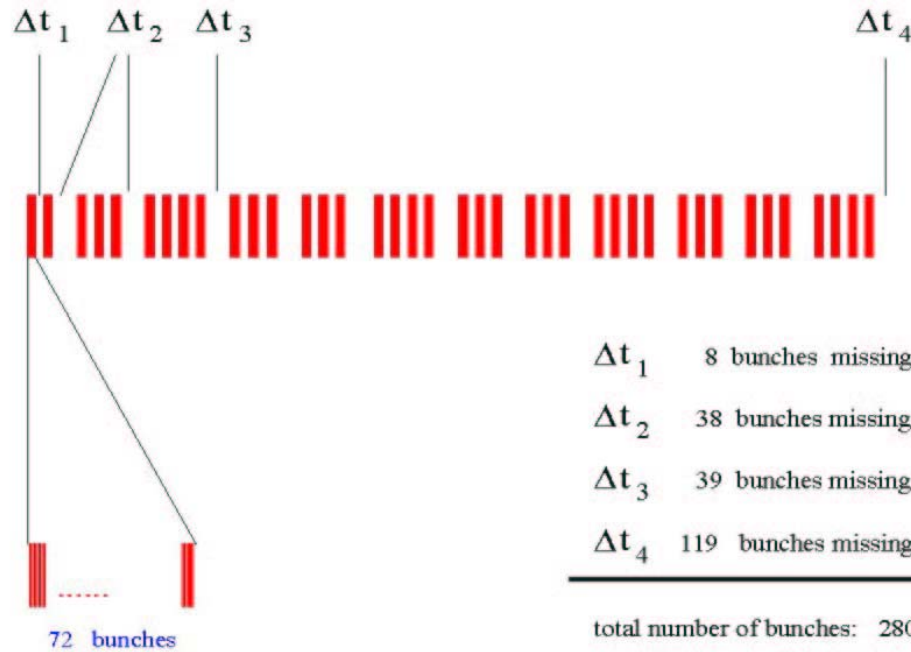 Δt 1 Δt 2 Δt 3 Δt 4
Δt 1 8 bunches missing
Δt 2 38 bunches missing
Δt 3 39 bunches missing
Δt 4 119 bunches missing
total number of bunches: 280
72 bunches